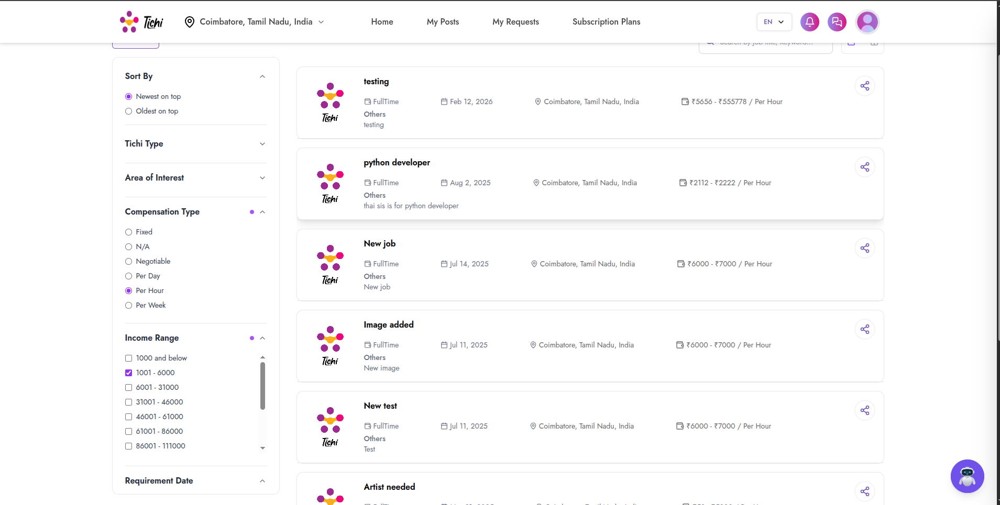 Tichi
Coimbatore, Tamil Nadu, India
Home
My Posts
My Requests
Subscription Plans
EN
Search by job title, keyword...
Sort By
Newest on top
Oldest on top
Tichi Type
Area of Interest
Compensation Type
Fixed
N/A
Negotiable
Per Day
Per Hour
Per Week
Income Range
1000 and below
1001 - 6000
6001 - 31000
31001 - 46000
46001 - 61000
61001 - 86000
86001 - 111000
Requirement Date
Tichi
testing
FullTime
Feb 12, 2026
Coimbatore, Tamil Nadu, India
₹5656 - ₹555778 / Per Hour
Others
testing
Tichi
python developer
FullTime
Aug 2, 2025
Coimbatore, Tamil Nadu, India
₹2112 - ₹2222 / Per Hour
Others
thai sis is for python developer
Tichi
New job
FullTime
Jul 14, 2025
Coimbatore, Tamil Nadu, India
₹6000 - ₹7000 / Per Hour
Others
New job
Tichi
Image added
FullTime
Jul 11, 2025
Coimbatore, Tamil Nadu, India
₹6000 - ₹7000 / Per Hour
Others
New image
Tichi
New test
FullTime
Jul 11, 2025
Coimbatore, Tamil Nadu, India
₹6000 - ₹7000 / Per Hour
Others
Test
Artist needed